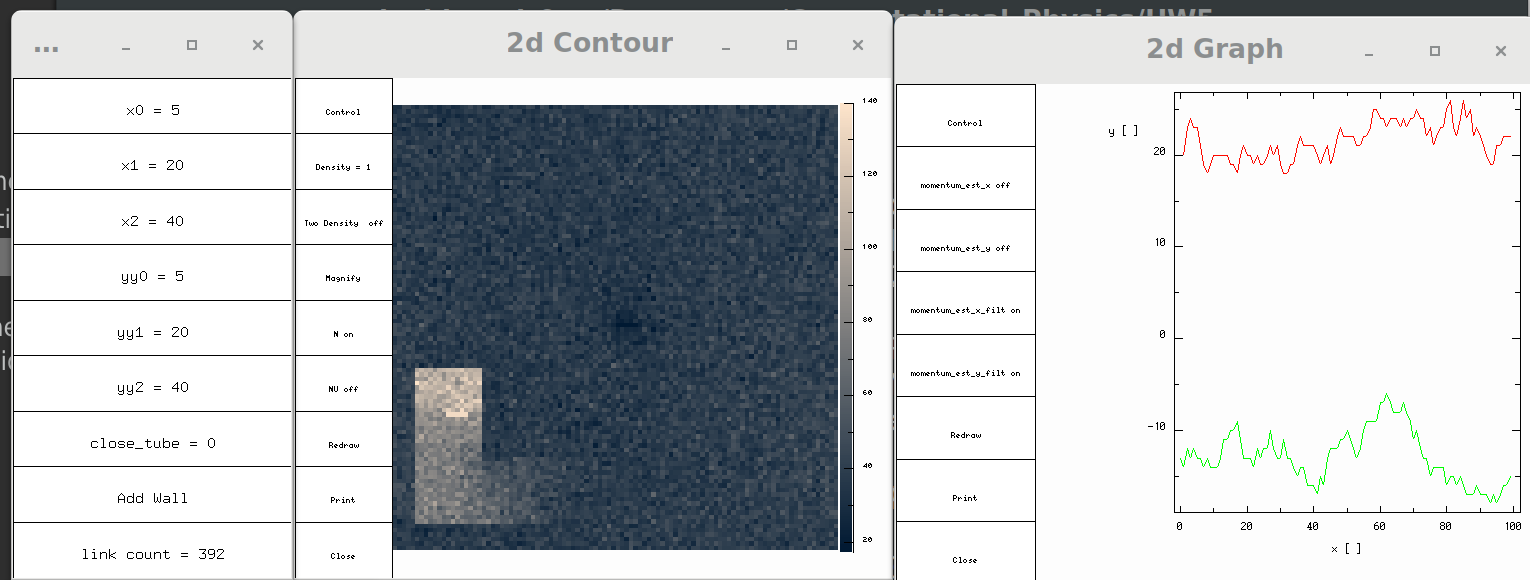 ...
x0 = 5
x1 = 20
x2 = 40
yy0 = 5
yy1 = 20
yy2 = 40
close_tube = 0
Add Wall
link count = 392
2d Contour
Control
Density = 1
Two Density off
Magnify
N on
NU off
Redraw
Print
Close
140
120
100
80
60
40
20
2d Graph
Control
momentum_est_x off
momentum_est_y off
momentum_est_x_filt on
momentum_est_y_filt on
Redraw
Print
Close
y [ ]
20
10
0
-10
0 20 40 60 80 100
x [ ]